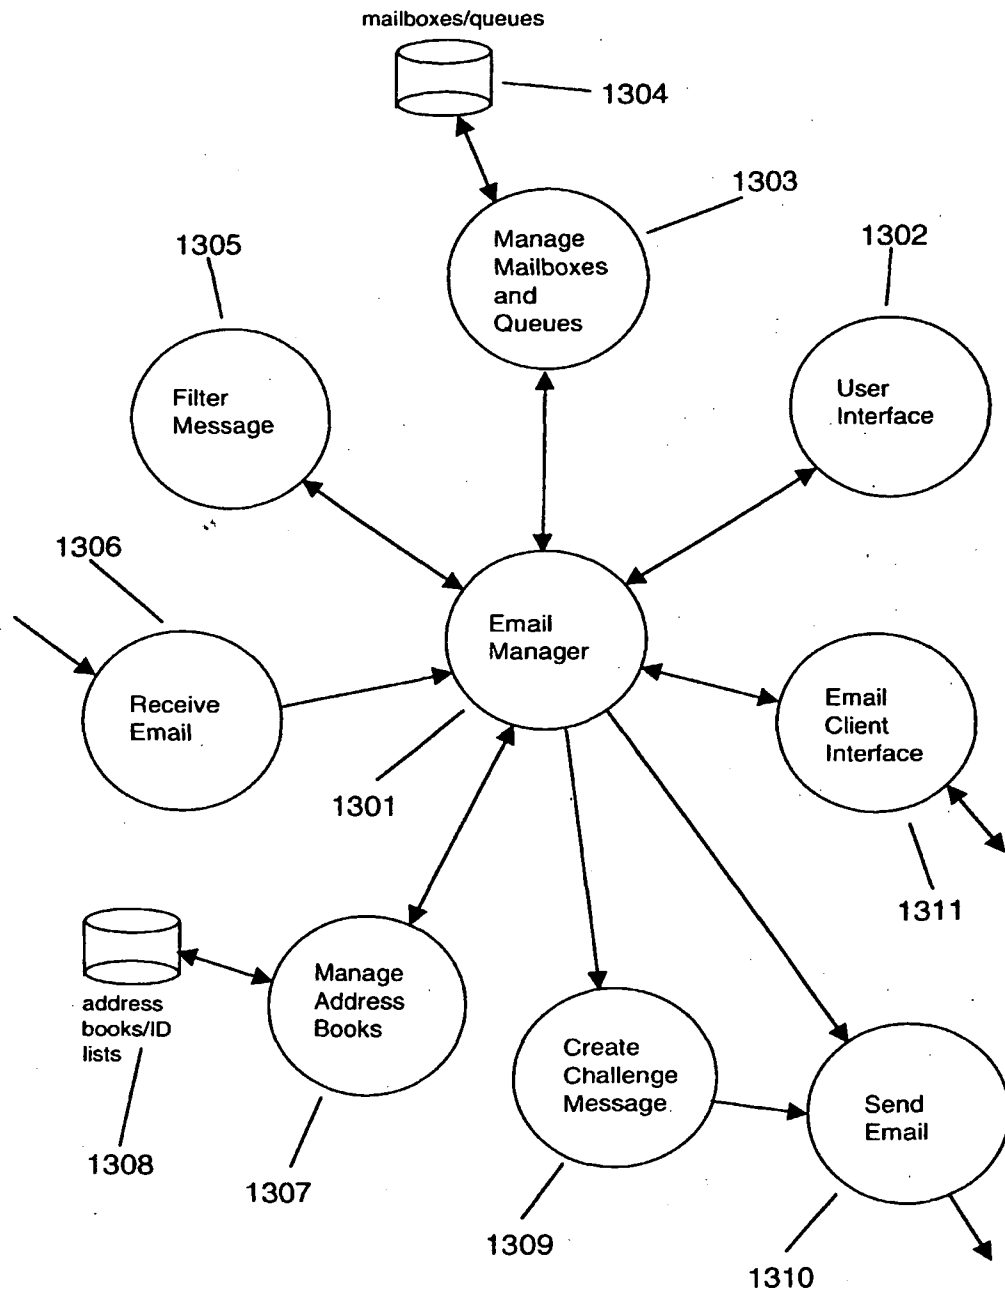 mailboxes/queues
1304
1303
Manage
Mailboxes
and
Queues
1305
1302
Filter
Message
User
Interface
1306
Email
Manager
Receive
Email
Email
Client
Interface
1301
1311
address
books/ID
lists
Manage
Address
Books
Create
Challenge
Message
Send
Email
1308
1307
1309
1310